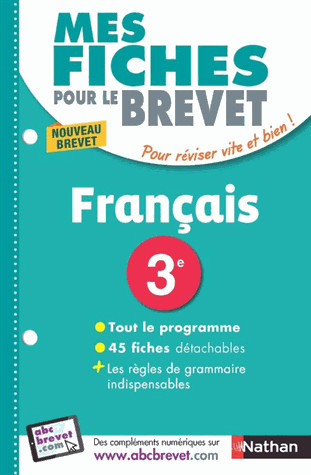 MES
FICHES
POUR LE BREVET
NOUVEAU
BREVET
Pour réviser vite et bien !
Français
3e
Tout le programme
45 fiches détachables
+ Les règles de grammaire
indispensables
abc
brevet
.com
Des compléments numériques sur
www.abcbrevet.com
Nathan